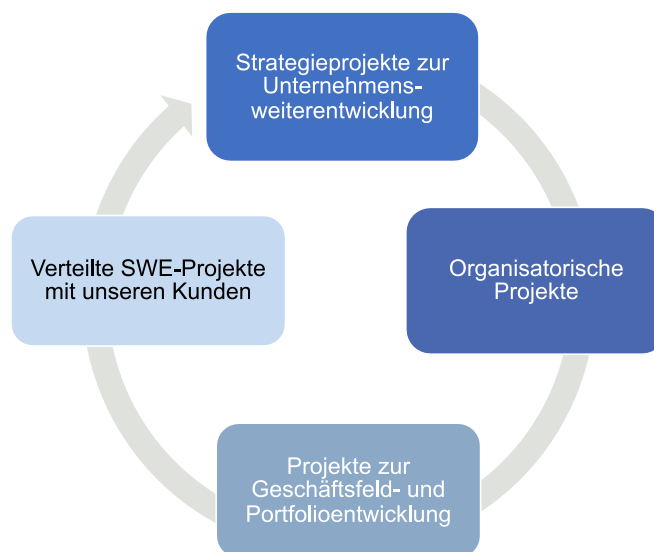 Strategieprojekte zur
Unternehmens-
weiterentwicklung
Organisatorische
Projekte
Projekte zur
Geschäftsfeld- und
Portfolioentwicklung
Verteilte SWE-Projekte
mit unseren Kunden